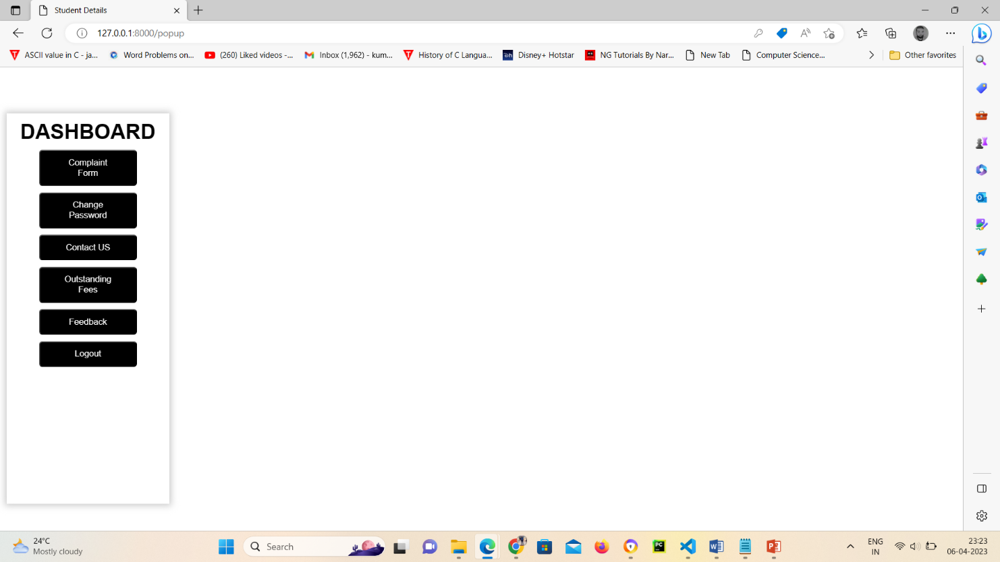 Student Details
127.0.0.1:8000/popup
ASCII value in C - ja...
Word Problems on...
(260) Liked videos -...
Inbox (1,962) - kum...
History of C Langua...
Disney+ Hotstar
NG Tutorials By Nar...
New Tab
Computer Science...
Other favorites
DASHBOARD
Complaint
Form
Change
Password
Contact US
Outstanding
Fees
Feedback
Logout
24°C
Mostly cloudy
Search
ENG
IN
23:23
06-04-2023